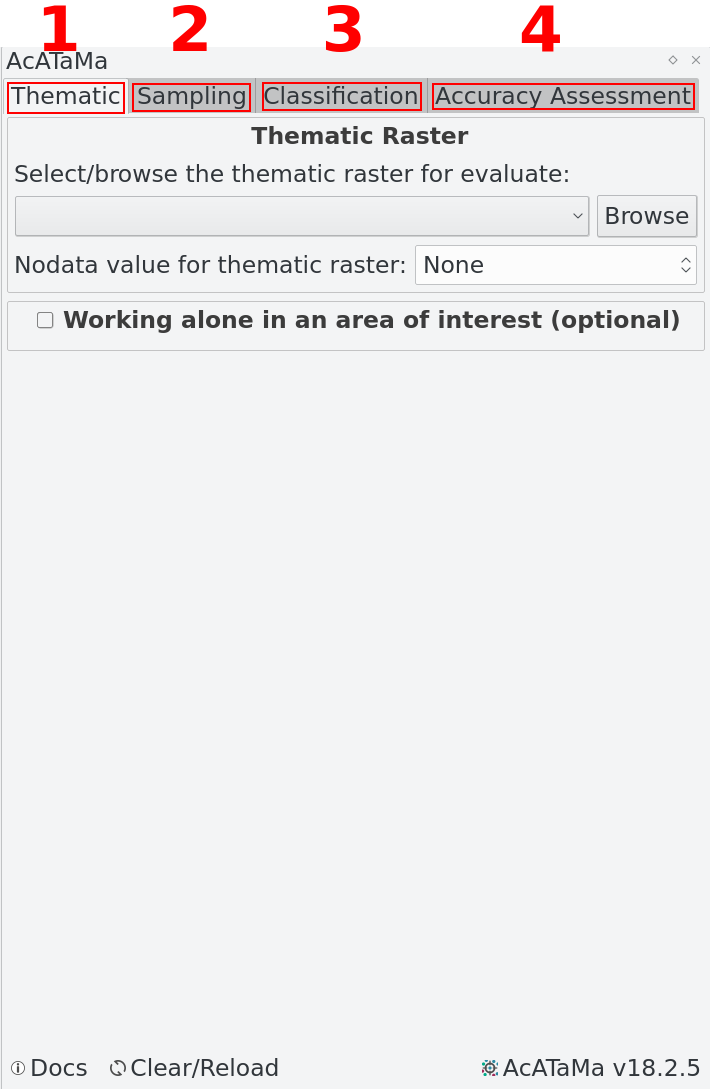 1 2 3 4
AcATaMa
Thematic Sampling Classification Accuracy Assessment
Thematic Raster
Select/browse the thematic raster for evaluate:
Browse
Nodata value for thematic raster: None
Working alone in an area of interest (optional)
Docs Clear/Reload AcATaMa v18.2.5